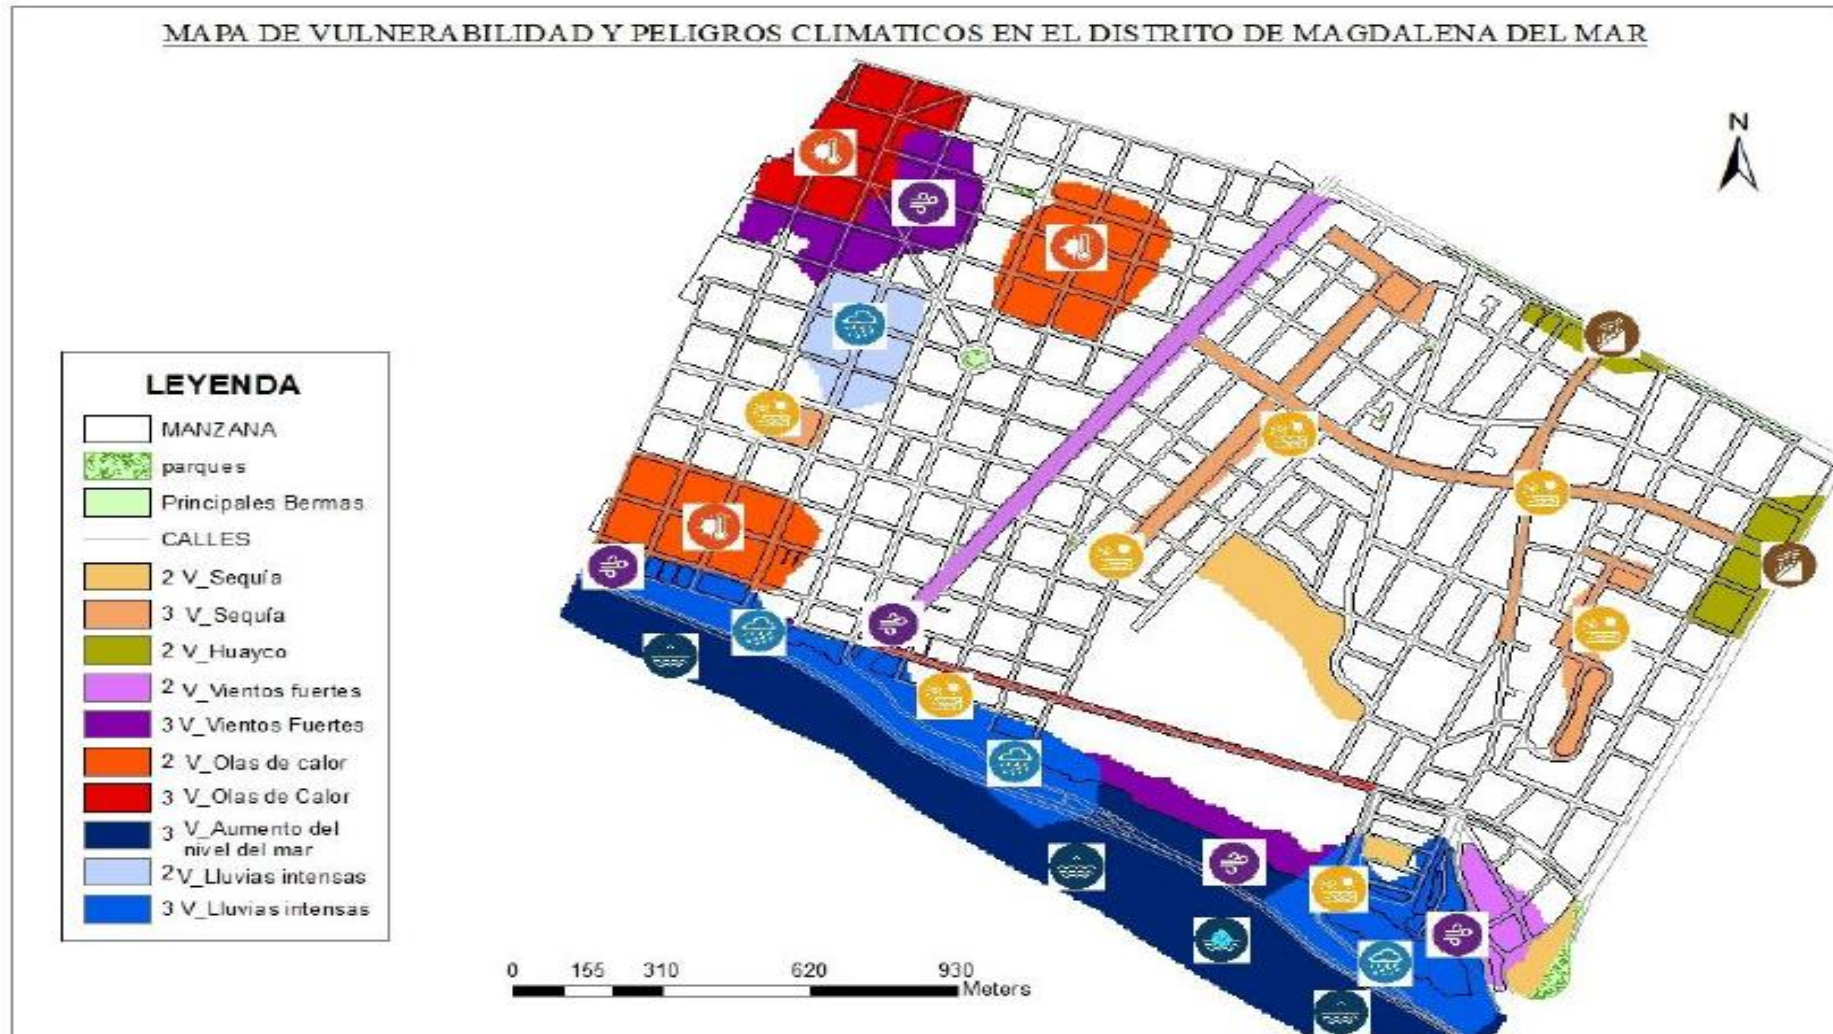 MAPA DE VULNERABILIDAD Y PELIGROS CLIMATICOS EN EL DISTRITO DE MAGDALENA DEL MAR
N
LEYENDA
MANZANA
parques
Principales Bermas
CALLES
2 V_Sequía
3 V_Sequía
2 V_Huayco
2 V_Vientos fuertes
3 V_Vientos Fuertes
2 V_Olas de calor
3 V_Olas de Calor
3 V_Aumento del
nivel del mar
2 V_Lluvias intensas
3 V_Lluvias intensas
0 155 310 620 930
Meters